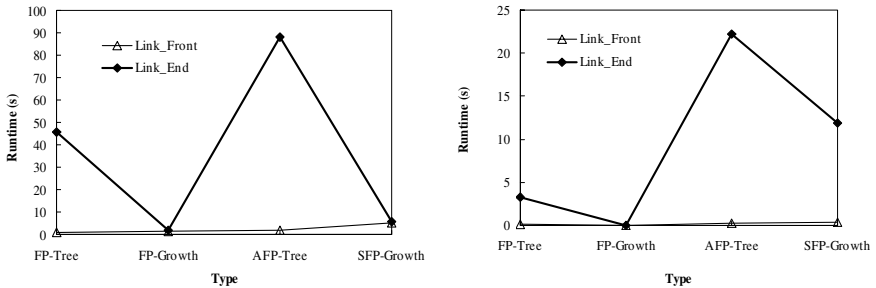 100
90
80
70
60
50
40
30
20
10
0
Runtime (s)
Link_Front
Link_End
FP-Tree FP-Growth AFP-Tree SFP-Growth
Type
25
20
15
10
5
0
Runtime (s)
Link_Front
Link_End
FP-Tree FP-Growth AFP-Tree SFP-Growth
Type